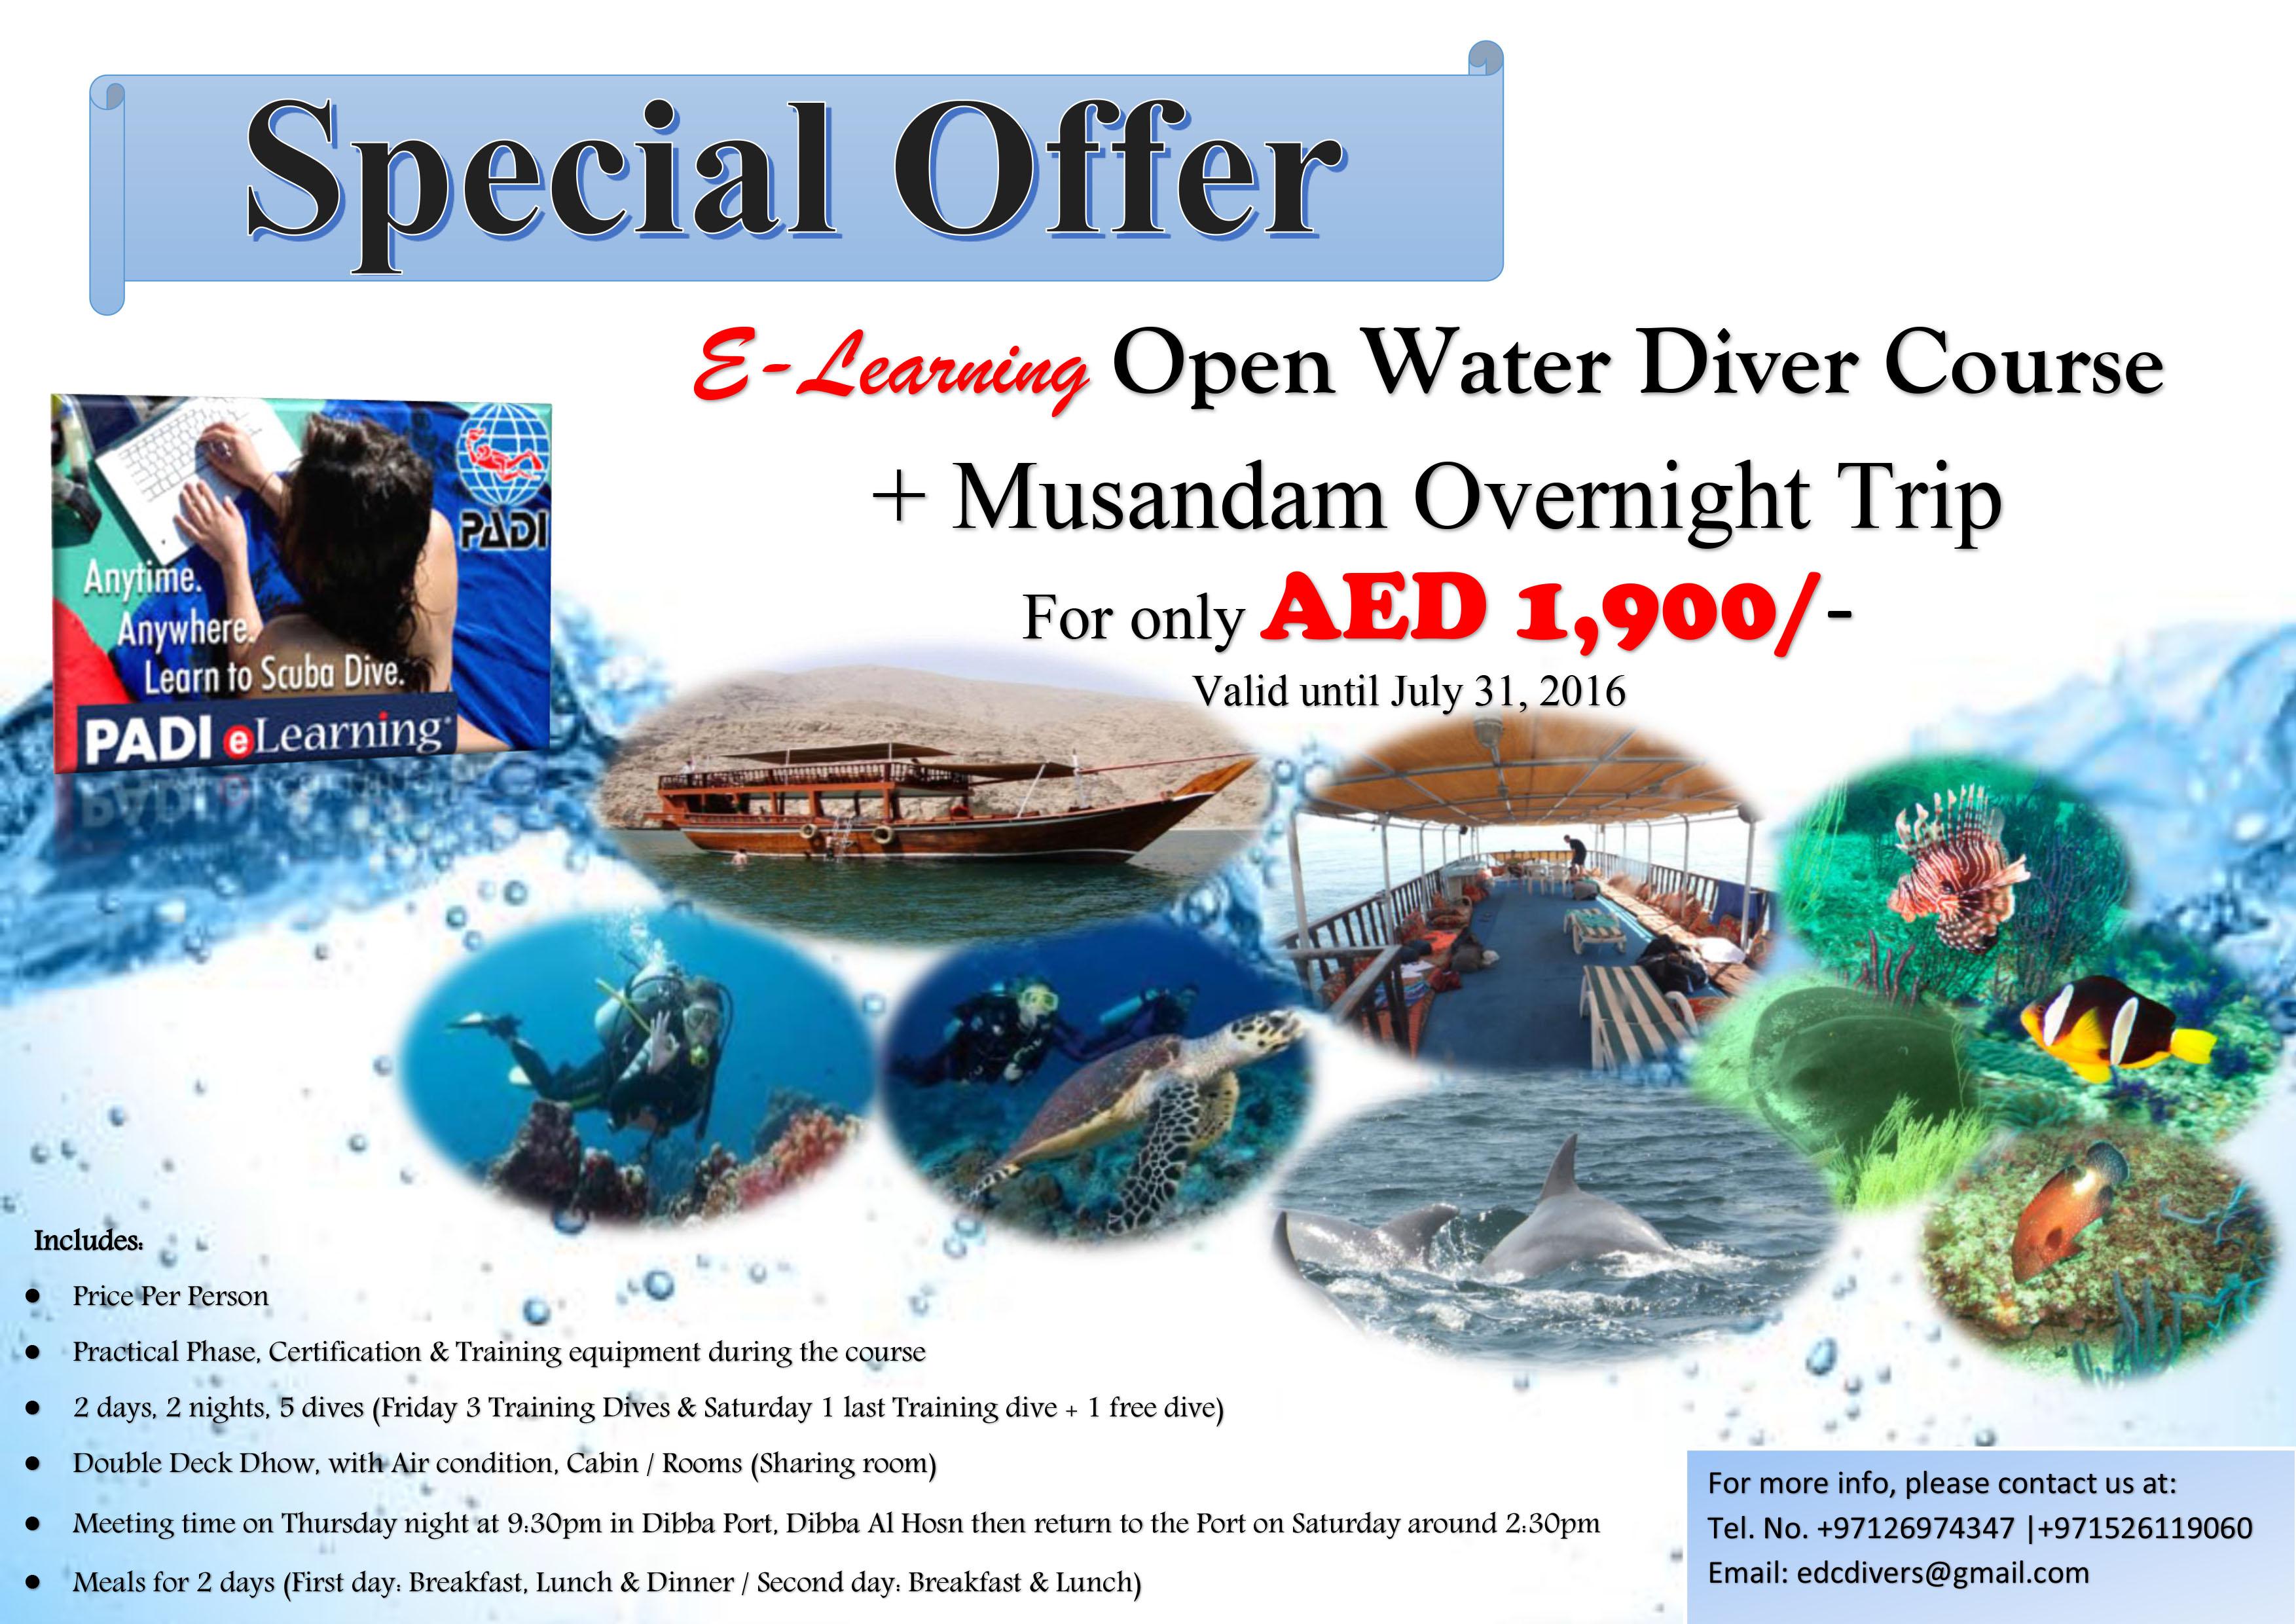 Special Offer
E-Learning Open Water Diver Course
+ Musandam Overnight Trip
For only AED 1,900/-
Valid until July 31, 2016
PADI
Anytime.
Anywhere.
Learn to Scuba Dive.
PADI eLearning®
Includes:
• Price Per Person
• Practical Phase, Certification & Training equipment during the course
• 2 days, 2 nights, 5 dives (Friday 3 Training Dives & Saturday 1 last Training dive + 1 free dive)
• Double Deck Dhow, with Air condition, Cabin / Rooms (Sharing room)
• Meeting time on Thursday night at 9:30pm in Dibba Port, Dibba Al Hosn then return to the Port on Saturday around 2:30pm
• Meals for 2 days (First day: Breakfast, Lunch & Dinner / Second day: Breakfast & Lunch)
For more info, please contact us at:
Tel. No. +97126974347 |+971526119060
Email: edcdivers@gmail.com